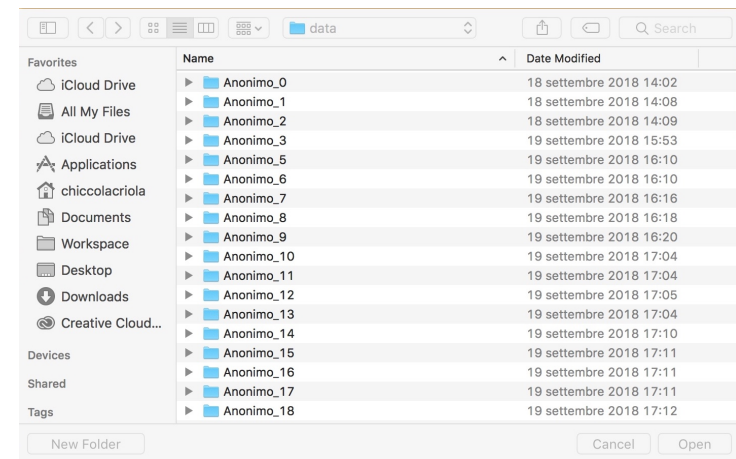 data
Search
Favorites
iCloud Drive
All My Files
iCloud Drive
Applications
chiccolacriola
Documents
Workspace
Desktop
Downloads
Creative Cloud...
Devices
Shared
Tags
Name Date Modified
Anonimo_0 18 settembre 2018 14:02
Anonimo_1 18 settembre 2018 14:08
Anonimo_2 18 settembre 2018 14:09
Anonimo_3 19 settembre 2018 15:53
Anonimo_5 19 settembre 2018 16:10
Anonimo_6 19 settembre 2018 16:10
Anonimo_7 19 settembre 2018 16:16
Anonimo_8 19 settembre 2018 16:18
Anonimo_9 19 settembre 2018 16:20
Anonimo_10 19 settembre 2018 17:04
Anonimo_11 19 settembre 2018 17:04
Anonimo_12 19 settembre 2018 17:05
Anonimo_13 19 settembre 2018 17:04
Anonimo_14 19 settembre 2018 17:10
Anonimo_15 19 settembre 2018 17:11
Anonimo_16 19 settembre 2018 17:11
Anonimo_17 19 settembre 2018 17:11
Anonimo_18 19 settembre 2018 17:12
New Folder
Cancel
Open